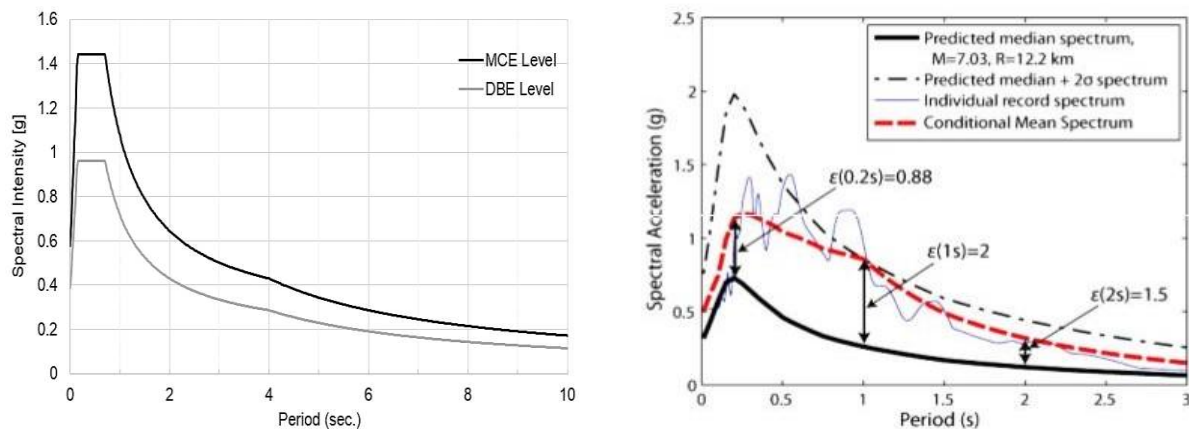 1.6
1.4
1.2
1
0.8
0.6
0.4
0.2
0
Spectral Intensity [g]
MCE Level
DBE Level
0 2 4 6 8 10
Period (sec.)
2.5
2
1.5
1
0.5
0
Spectral Acceleration (g)
Predicted median spectrum,
M=7.03, R=12.2 km
Predicted median + 2σ spectrum
Individual record spectrum
Conditional Mean Spectrum
ε(0.2s)=0.88
ε(1s)=2
ε(2s)=1.5
0 0.5 1 1.5 2 2.5 3
Period (s)